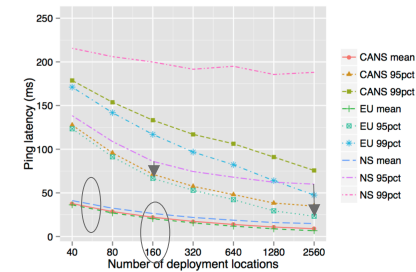 250
200
150
100
50
0
Ping latency (ms)
40 80 160 320 640 1280 2560
Number of deployment locations
CANS mean
CANS 95pct
CANS 99pct
EU mean
EU 95pct
EU 99pct
NS mean
NS 95pct
NS 99pct